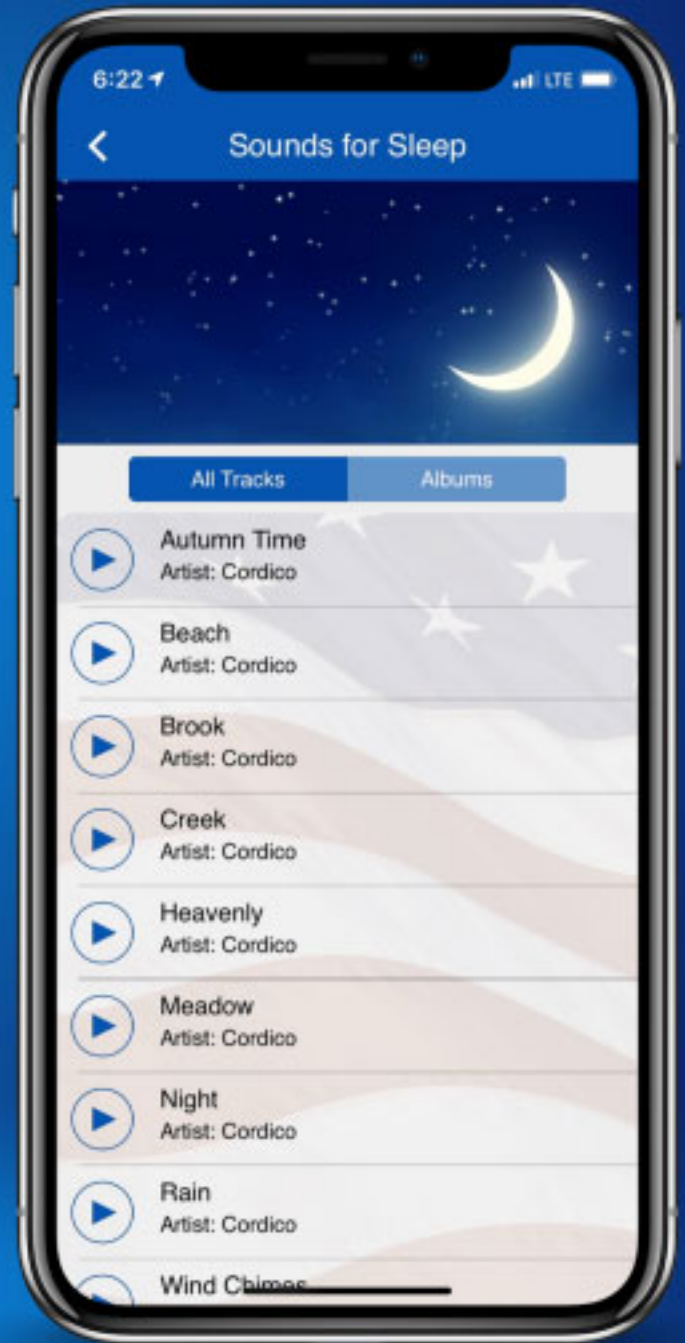 6:22
LTE
Sounds for Sleep
All Tracks
Albums
Autumn Time
Artist: Cordico
Beach
Artist: Cordico
Brook
Artist: Cordico
Creek
Artist: Cordico
Heavenly
Artist: Cordico
Meadow
Artist: Cordico
Night
Artist: Cordico
Rain
Artist: Cordico
Wind Chimes